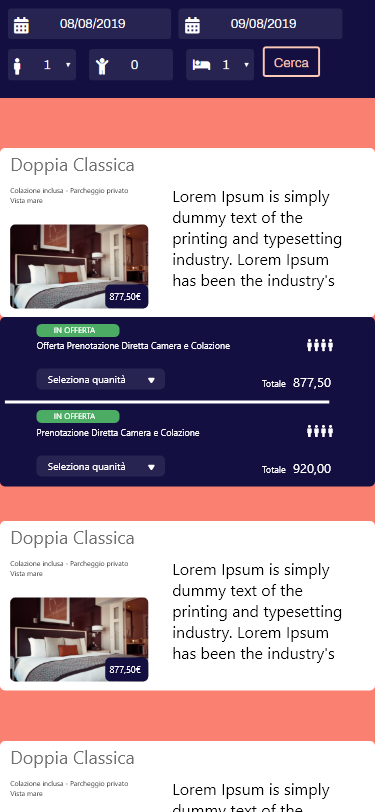 08/08/2019
09/08/2019
1
0
1
Cerca
Doppia Classica
Colazione inclusa - Parcheggio privato
Vista mare
Lorem Ipsum is simply
dummy text of the
printing and typesetting
industry. Lorem Ipsum
has been the industry's
877,50€
IN OFFERTA
Offerta Prenotazione Diretta Camera e Colazione
Seleziona quanità
Totale 877,50
IN OFFERTA
Prenotazione Diretta Camera e Colazione
Seleziona quanità
Totale 920,00
Doppia Classica
Colazione inclusa - Parcheggio privato
Vista mare
Lorem Ipsum is simply
dummy text of the
printing and typesetting
industry. Lorem Ipsum
has been the industry's
877,50€
Doppia Classica
Colazione inclusa - Parcheggio privato
Vista mare
Lorem Ipsum is simply
dummy text of the